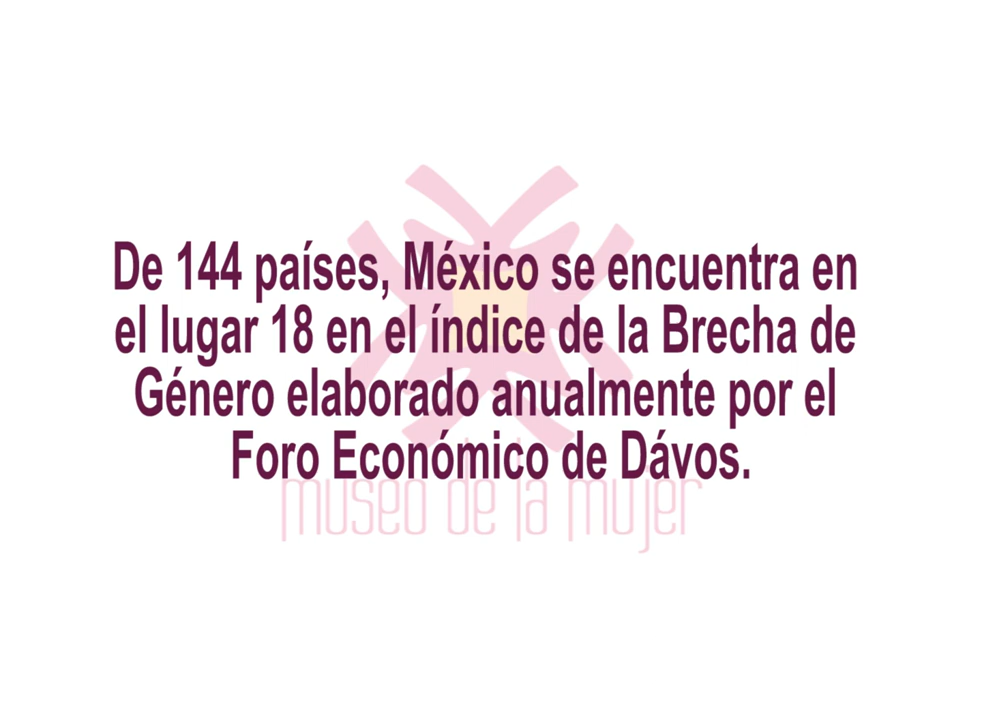 De 144 países, México se encuentra en
el lugar 18 en el índice de la Brecha de
Género elaborado anualmente por el
Foro Económico de Dávos.
museo de la mujer